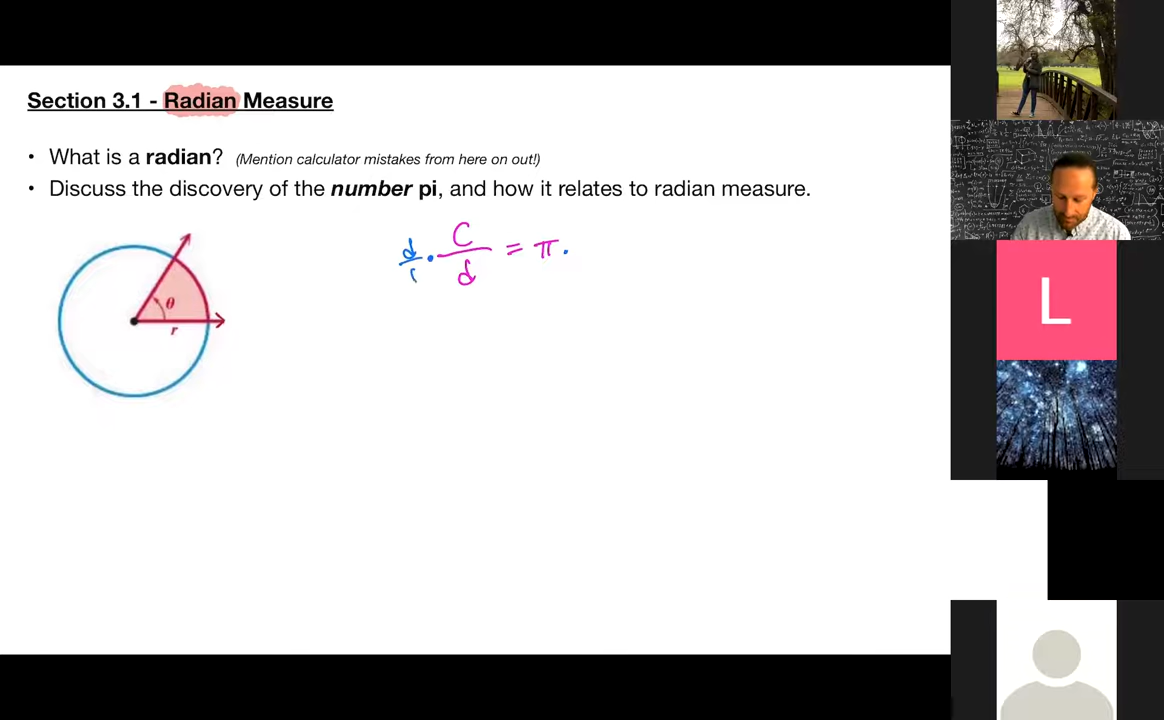 Section 3.1 - Radian Measure
• What is a radian? (Mention calculator mistakes from here on out!)
• Discuss the discovery of the number pi, and how it relates to radian measure.
d/1 · C/d = π ·
θ
r
L